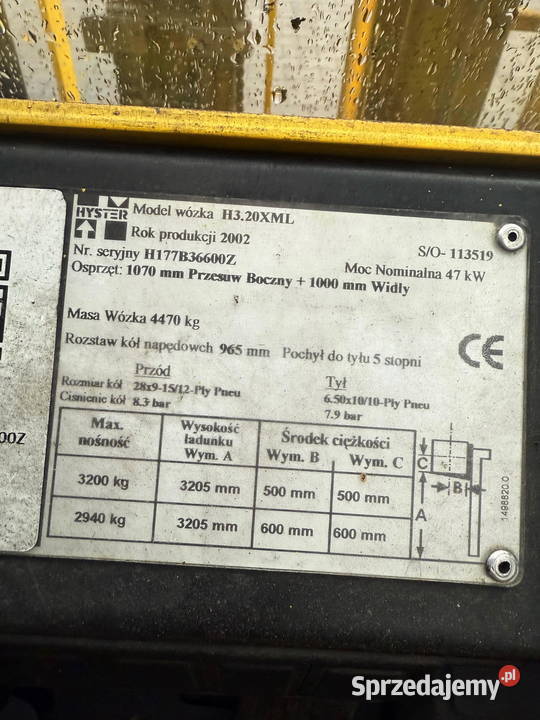 HYSTER Model wózka H3.20XML
Rok produkcji 2002
Nr. seryjny H177B36600Z
S/O- 113519
Osprzęt: 1070 mm Przesuw Boczny + 1000 mm Widły
Moc Nominalna 47 kW
Masa Wózka 4470 kg
Rozstaw kół napędowych 965 mm Pochył do tyłu 5 stopni
CE
Przód Tył
Rozmiar kół 28x9-15/12-Ply Pneu 6.50x10/10-Ply Pneu
Cisnienie kół 8.3 bar 7.9 bar
Max. nośność Wysokość ładunku Wym. A Środek ciężkości Wym. B Wym. C
3200 kg 3205 mm 500 mm 500 mm
2940 kg 3205 mm 600 mm 600 mm
C
B
A
1498820.0
00Z
Sprzedajemy.pl